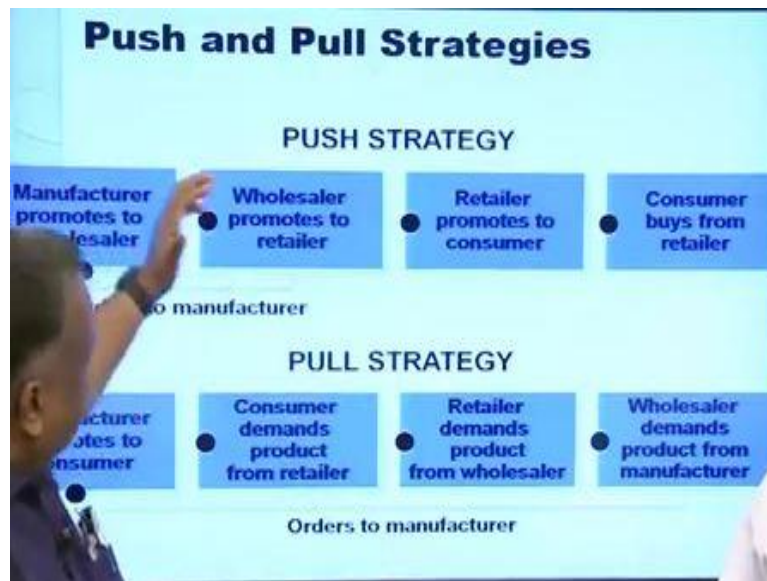 Push and Pull Strategies
PUSH STRATEGY
Manufacturer
promotes to
Wholesaler
promotes to
retailer
Retailer
promotes to
consumer
Consumer
buys from
retailer
to manufacturer
PULL STRATEGY
Consumer
demands
product
from retailer
Retailer
demands
product
from wholesaler
Wholesaler
demands
product from
manufacturer
Orders to manufacturer